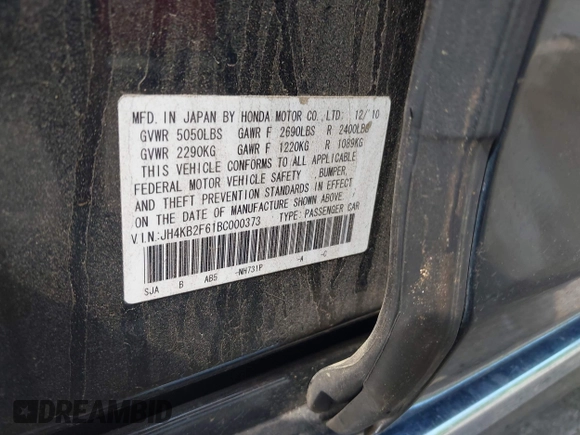 MFD. IN JAPAN BY HONDA MOTOR CO., LTD. 12/10
GVWR 5050LBS GAWR F 2690LBS R 2400LBS
GVWR 2290KG GAWR F 1220KG R 1089KG
THIS VEHICLE CONFORMS TO ALL APPLICABLE
FEDERAL MOTOR VEHICLE SAFETY, BUMPER,
AND THEFT PREVENTION STANDARDS IN EFFECT
ON THE DATE OF MANUFACTURE SHOWN ABOVE.
V.I.N.: JH4KB2F61BC000373 TYPE: PASSENGER CAR
SJA B AB5 -NH731P -A -C
DREAMBID